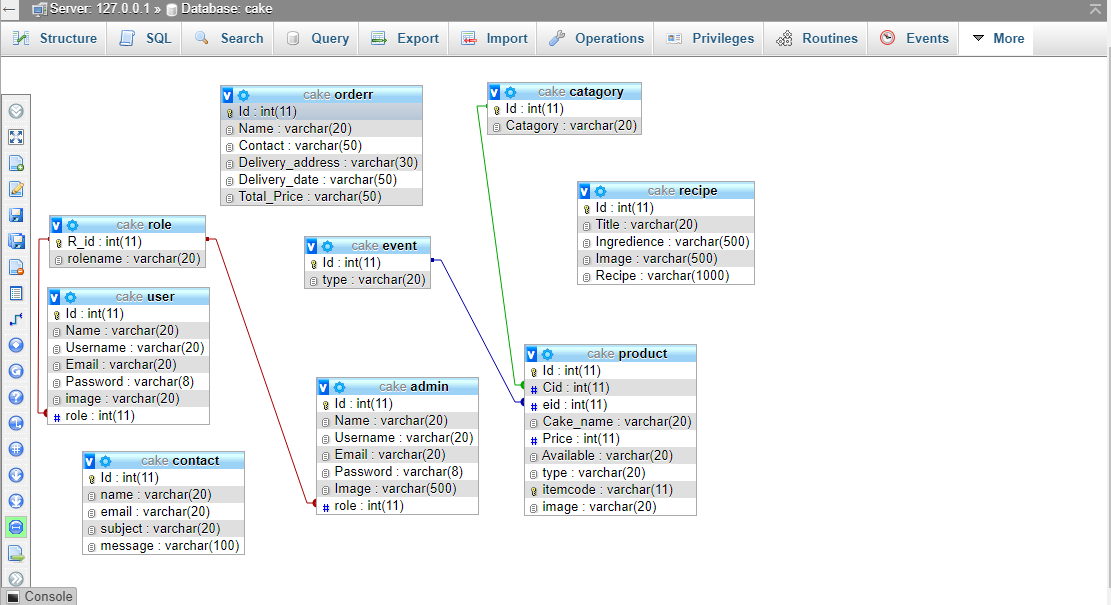 Server: 127.0.0.1 » Database: cake
Structure SQL Search Query Export Import Operations Privileges Routines Events More
cake orderr
Id : int(11)
Name : varchar(20)
Contact : varchar(50)
Delivery_address : varchar(30)
Delivery_date : varchar(50)
Total_Price : varchar(50)
cake catagory
Id : int(11)
Catagory : varchar(20)
cake recipe
Id : int(11)
Title : varchar(20)
Ingredience : varchar(500)
Image : varchar(500)
Recipe : varchar(1000)
cake role
R_id : int(11)
rolename : varchar(20)
cake event
Id : int(11)
type : varchar(20)
cake user
Id : int(11)
Name : varchar(20)
Username : varchar(20)
Email : varchar(20)
Password : varchar(8)
image : varchar(20)
role : int(11)
cake product
Id : int(11)
Cid : int(11)
eid : int(11)
Cake_name : varchar(20)
Price : int(11)
Available : varchar(20)
type : varchar(20)
itemcode : varchar(11)
image : varchar(20)
cake admin
Id : int(11)
Name : varchar(20)
Username : varchar(20)
Email : varchar(20)
Password : varchar(8)
Image : varchar(500)
role : int(11)
cake contact
Id : int(11)
name : varchar(20)
email : varchar(20)
subject : varchar(20)
message : varchar(100)
Console